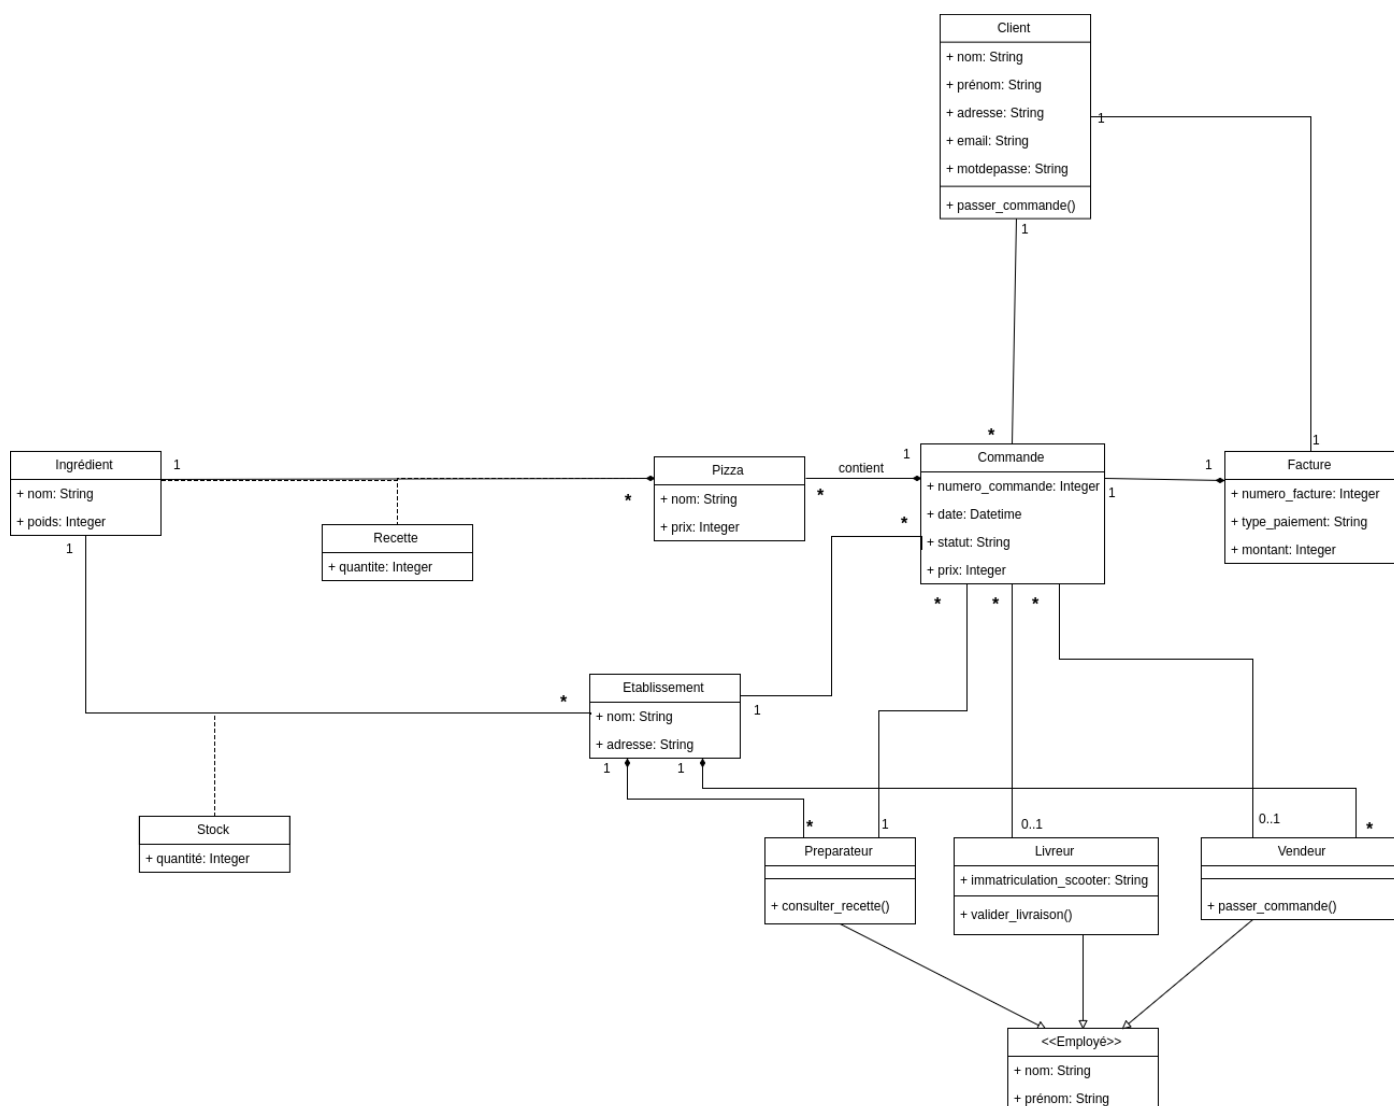 Client
+ nom: String
+ prénom: String
+ adresse: String
+ email: String
+ motdepasse: String
+ passer_commande()
1
1
*
1
Ingrédient
+ nom: String
+ poids: Integer
1
1
Recette
+ quantite: Integer
Pizza
+ nom: String
+ prix: Integer
*
contient
*
1
Commande
+ numero_commande: Integer
+ date: Datetime
+ statut: String
+ prix: Integer
*
1
1
Facture
+ numero_facture: Integer
+ type_paiement: String
+ montant: Integer
*
*
*
Etablissement
+ nom: String
+ adresse: String
*
1
1
1
Stock
+ quantité: Integer
*
1
0..1
0..1
*
Preparateur
+ consulter_recette()
Livreur
+ immatriculation_scooter: String
+ valider_livraison()
Vendeur
+ passer_commande()
<<Employé>>
+ nom: String
+ prénom: String